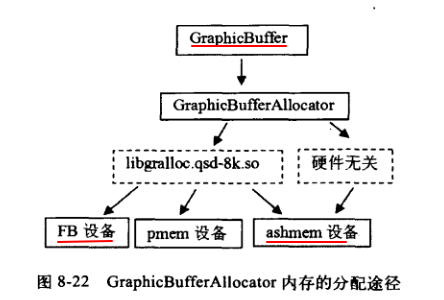 GraphicBuffer
GraphicBufferAllocator
libgralloc.qsd-8k.so
硬件无关
FB 设备
pmem 设备
ashmem 设备
图 8-22 GraphicBufferAllocator 内存的分配途径